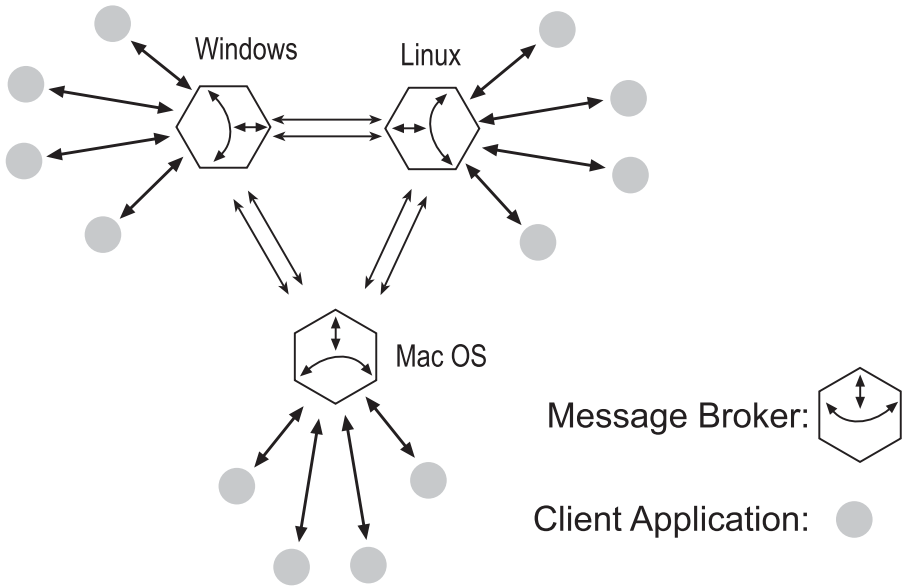 Windows
Linux
Mac OS
Message Broker:
Client Application: